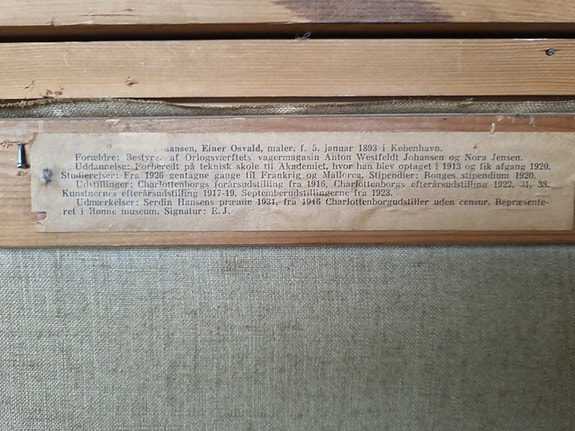 hansen, Einer Osvald, maler, f. 5. januar 1893 i København.
Forældre: Bestyrer af Orlogsværftets vagermagasin Anton Westfeldt Johansen og Nora Jensen.
Uddannelse: Forberedt på teknisk skole til Akademiet, hvor han blev optaget i 1913 og fik afgang 1920.
Studierejser: Fra 1926 gentagne gange til Frankrig og Mallorca. Stipendier: Ronges stipendium 1920.
Udstillinger: Charlottenborgs forårsudstilling fra 1916, Charlottenborgs efterårsudstilling 1922, 31, 38.
Kunstnernes efterårsudstilling 1917-19, Septemberudstillingerne fra 1928.
Udmærkelser: Serdin Hansens præmie 1931, fra 1946 Charlottenborgudstiller uden censur. Repræsente-
ret i Rønne museum. Signatur: E. J.